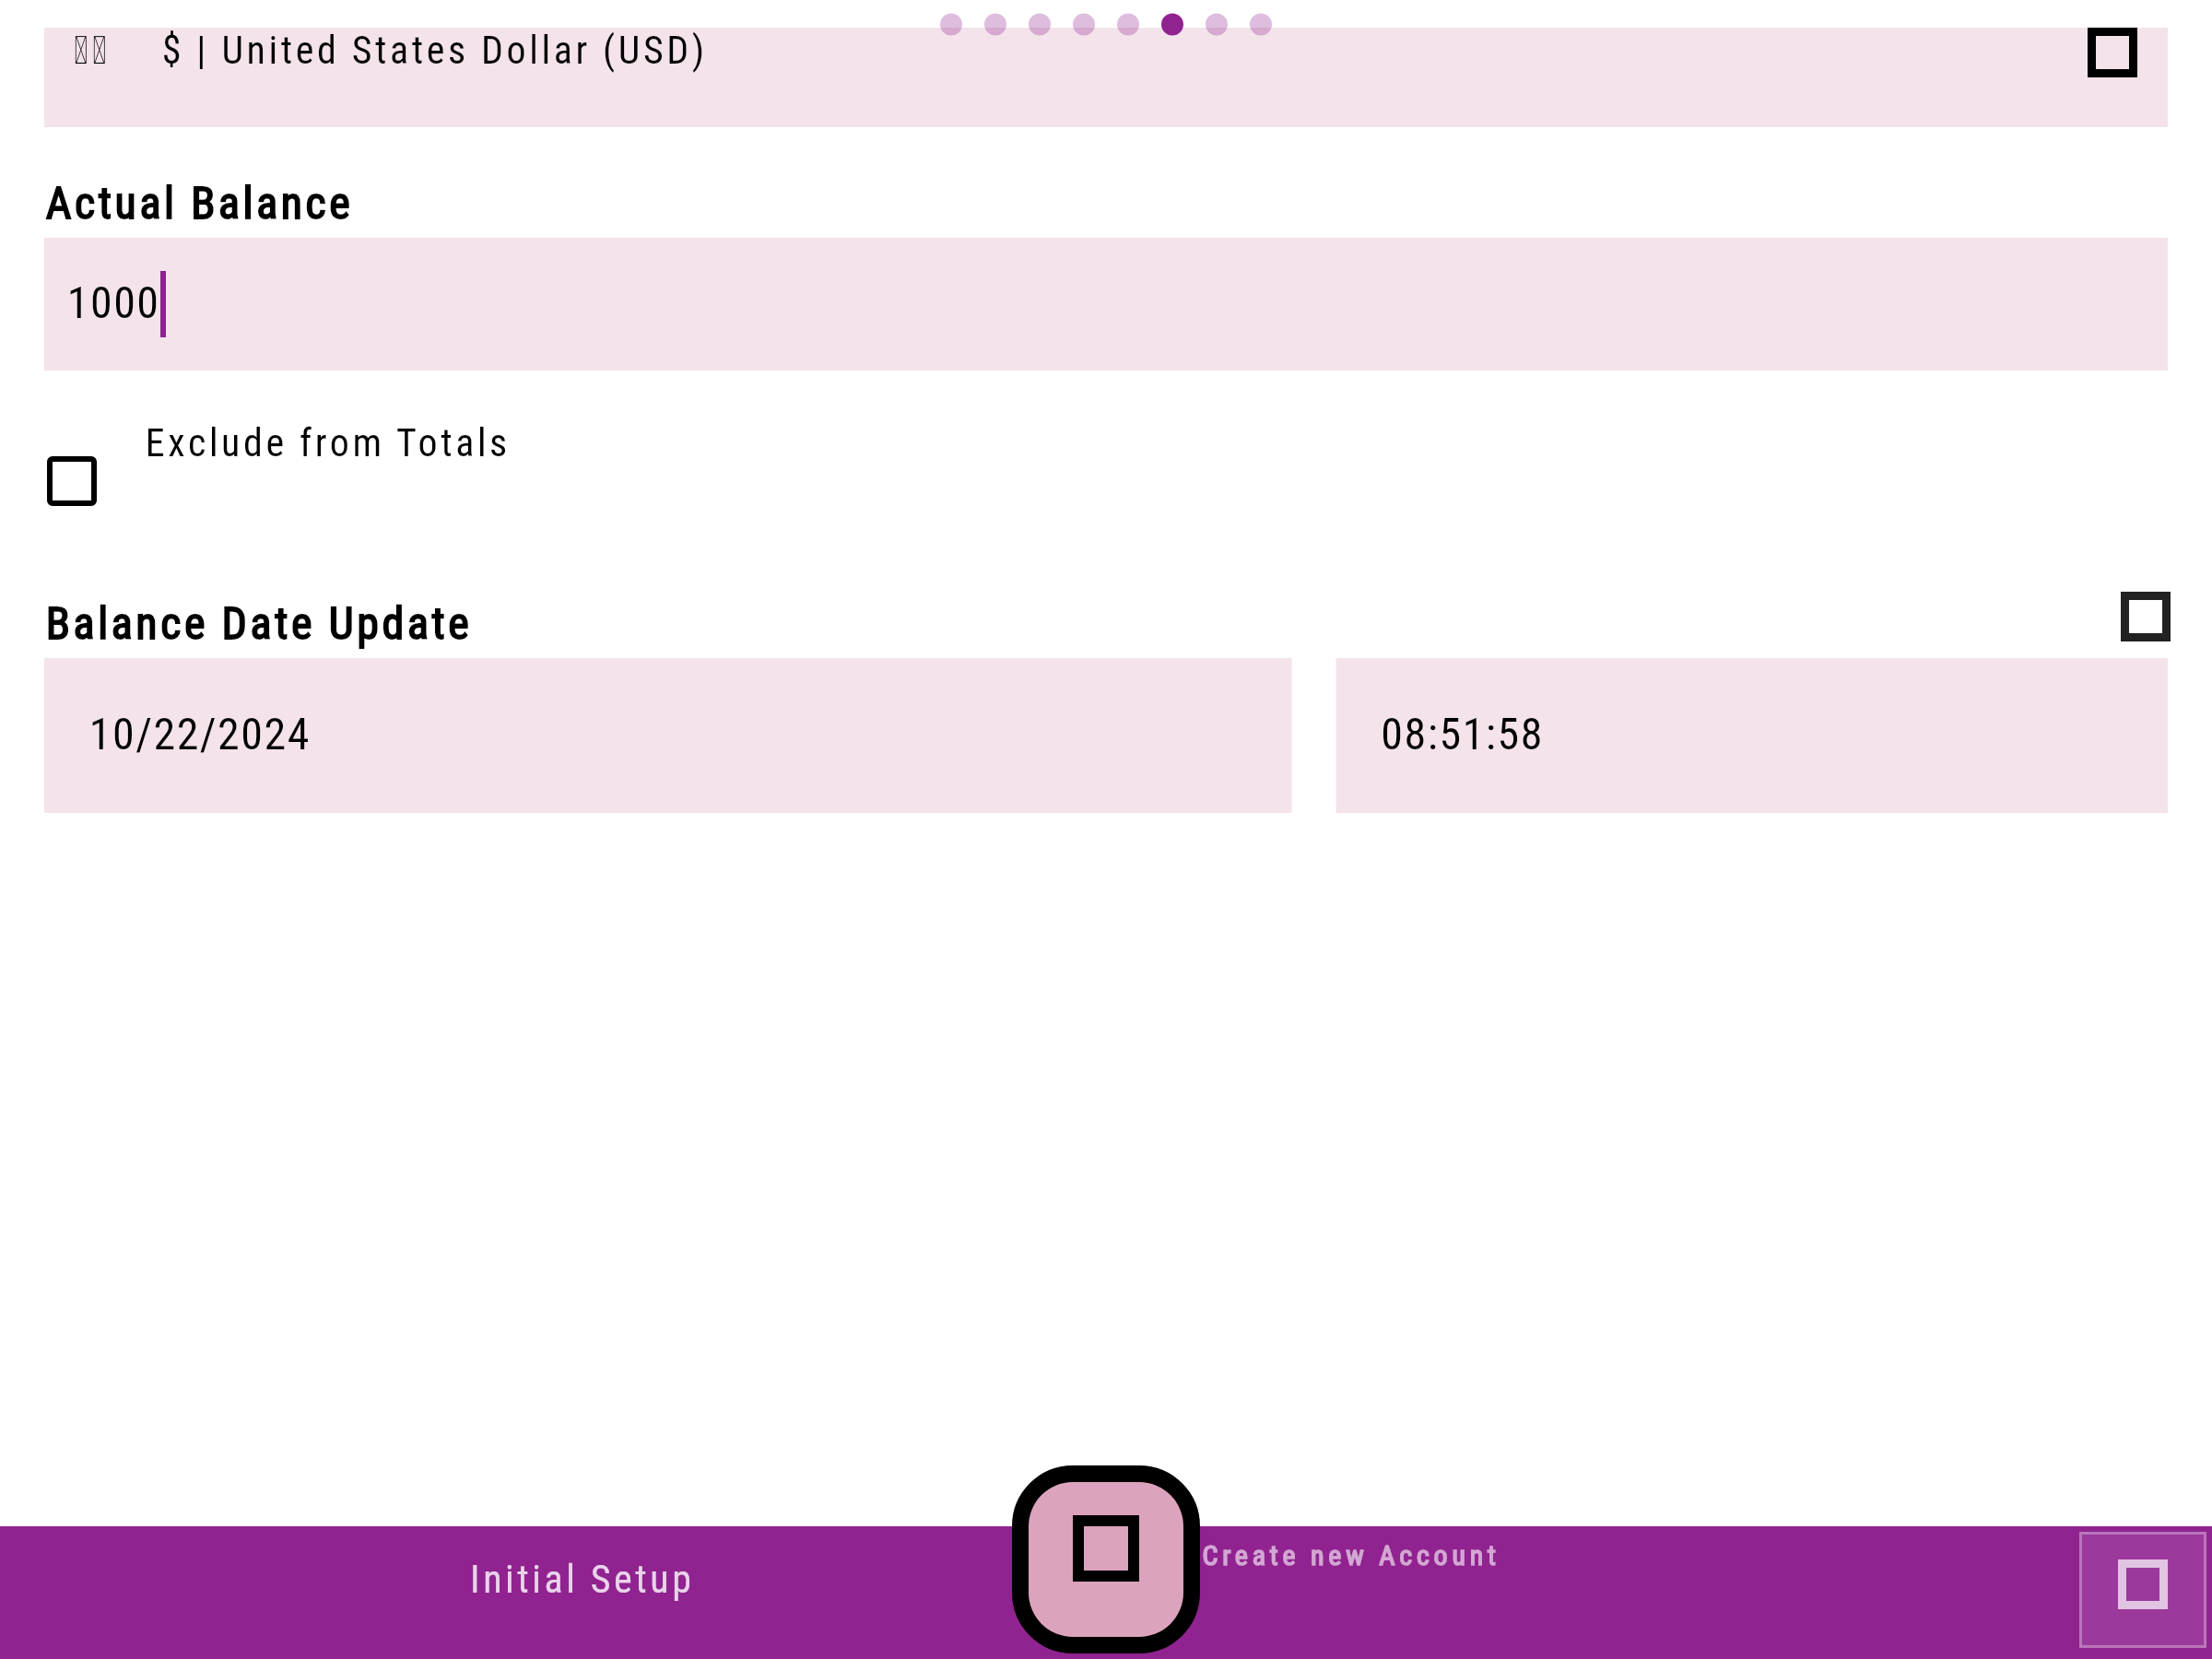 $ | United States Dollar (USD)
Actual Balance
1000
Exclude from Totals
Balance Date Update
10/22/2024
08:51:58
Initial Setup
Create new Account